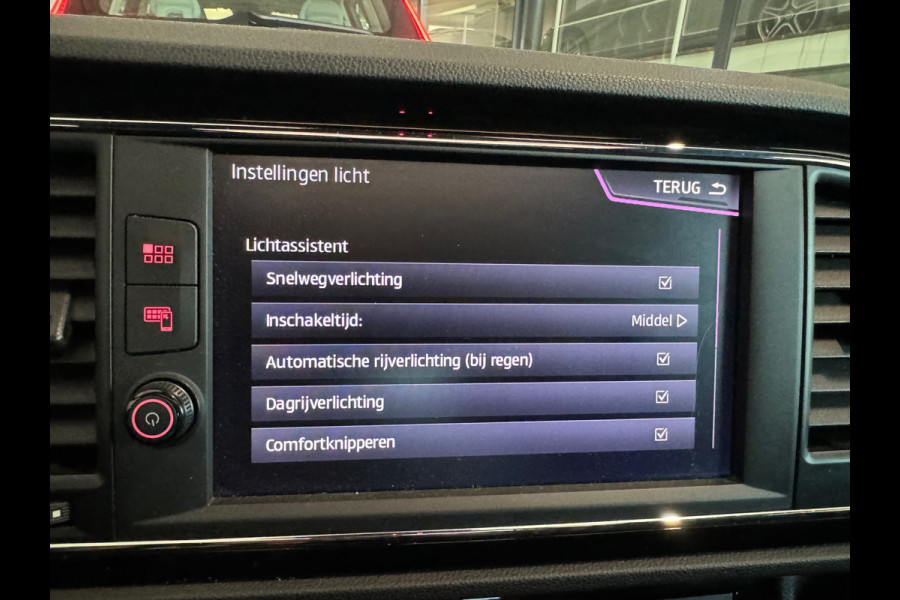 Instellingen licht
TERUG
Lichtassistent
Snelwegverlichting
Inschakeltijd: Middel
Automatische rijverlichting (bij regen)
Dagrijverlichting
Comfortknipperen